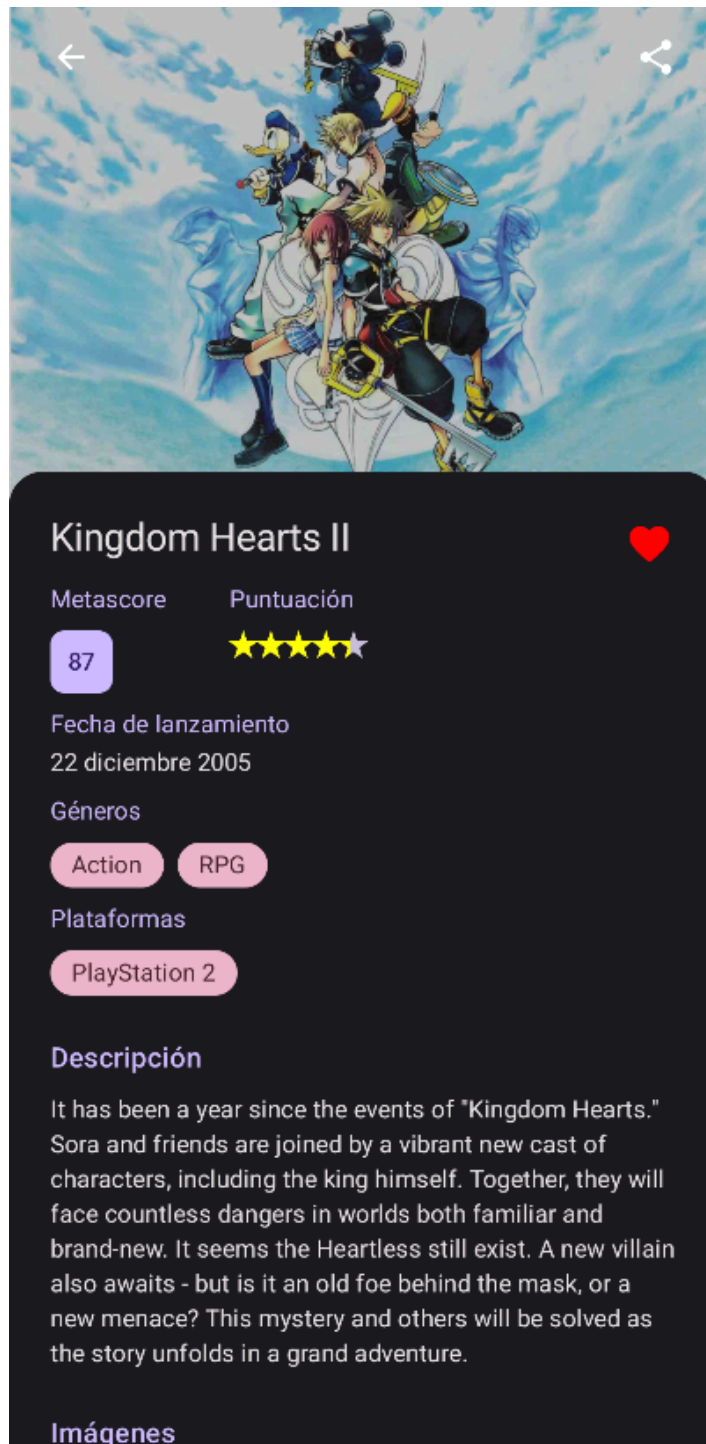 Kingdom Hearts II
Metascore
Puntuación
87
Fecha de lanzamiento
22 diciembre 2005
Géneros
Action
RPG
Plataformas
PlayStation 2
Descripción
It has been a year since the events of "Kingdom Hearts."
Sora and friends are joined by a vibrant new cast of
characters, including the king himself. Together, they will
face countless dangers in worlds both familiar and
brand-new. It seems the Heartless still exist. A new villain
also awaits - but is it an old foe behind the mask, or a
new menace? This mystery and others will be solved as
the story unfolds in a grand adventure.
Imágenes